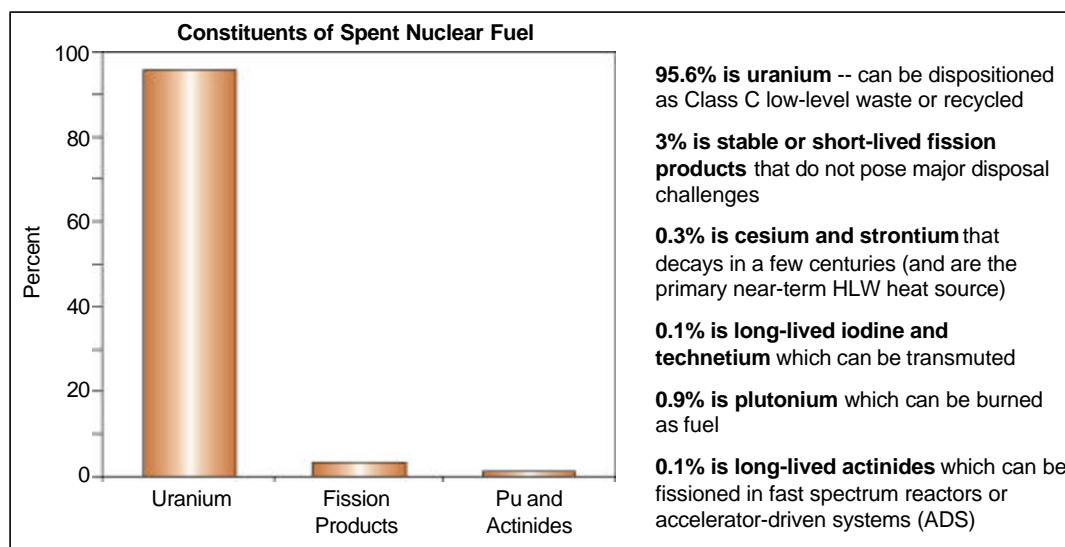 Constituents of Spent Nuclear Fuel
100
80
60
40
20
0
Percent
Uranium
Fission
Products
Pu and
Actinides
95.6% is uranium -- can be dispositioned
as Class C low-level waste or recycled
3% is stable or short-lived fission
products that do not pose major disposal
challenges
0.3% is cesium and strontium that
decays in a few centuries (and are the
primary near-term HLW heat source)
0.1% is long-lived iodine and
technetium which can be transmuted
0.9% is plutonium which can be burned
as fuel
0.1% is long-lived actinides which can be
fissioned in fast spectrum reactors or
accelerator-driven systems (ADS)